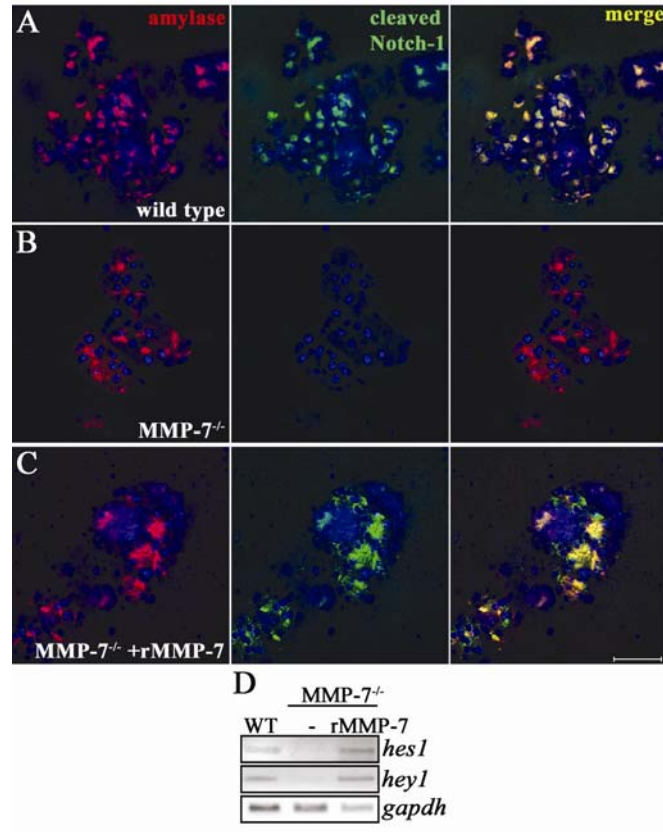 A amylase cleaved merge
Notch-1
wild type
B
MMP-7-/-
C
MMP-7-/- +rMMP-7
D MMP-7-/-
WT - rMMP-7
hes1
hey1
gapdh